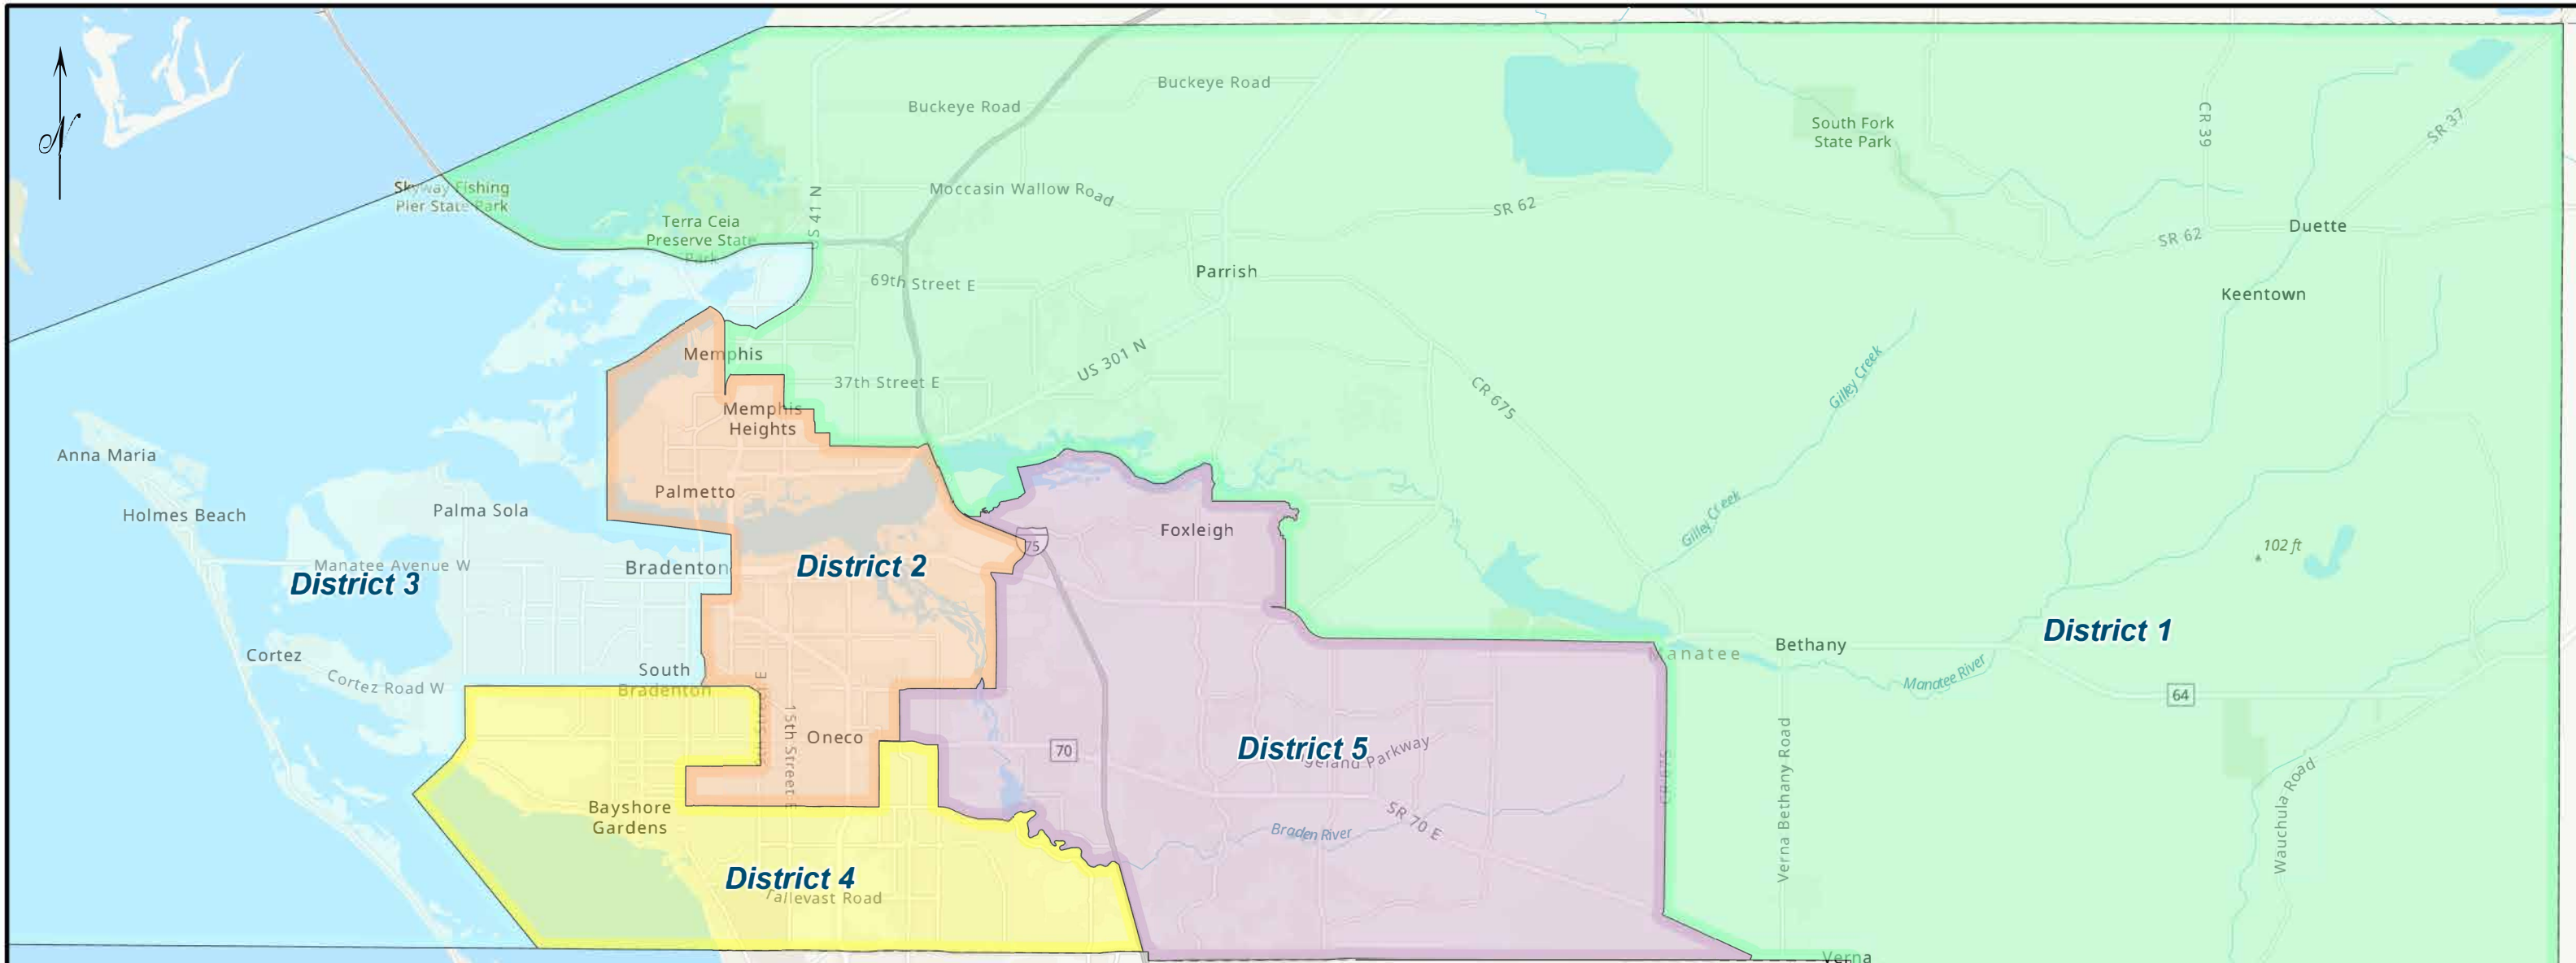 N
Buckeye Road
Buckeye Road
South Fork
State Park
CR 39
SR 37
Skyway Fishing
Pier State Park
Moccasin Wallow Road
US 41 N
SR 62
Terra Ceia
Preserve State
Park
Duette
SR 62
Parrish
69th Street E
Keentown
Memphis
US 301 N
37th Street E
CR 675
Gilley Creek
Memphis
Heights
Anna Maria
Palmetto
Holmes Beach
Palma Sola
Gilley Creek
Foxleigh
75
102 ft
Manatee Avenue W
Bradenton
District 2
District 3
District 1
Bethany
Manatee
Cortez
South
Bradenton
Cortez Road W
Manatee River
64
15th Street E
Oneco
70
District 5
Parkway
CR 675
Verna Bethany Road
Wauchula Road
Bayshore
Gardens
Braden River
SR 70 E
District 4
Tallevast Road
Verna